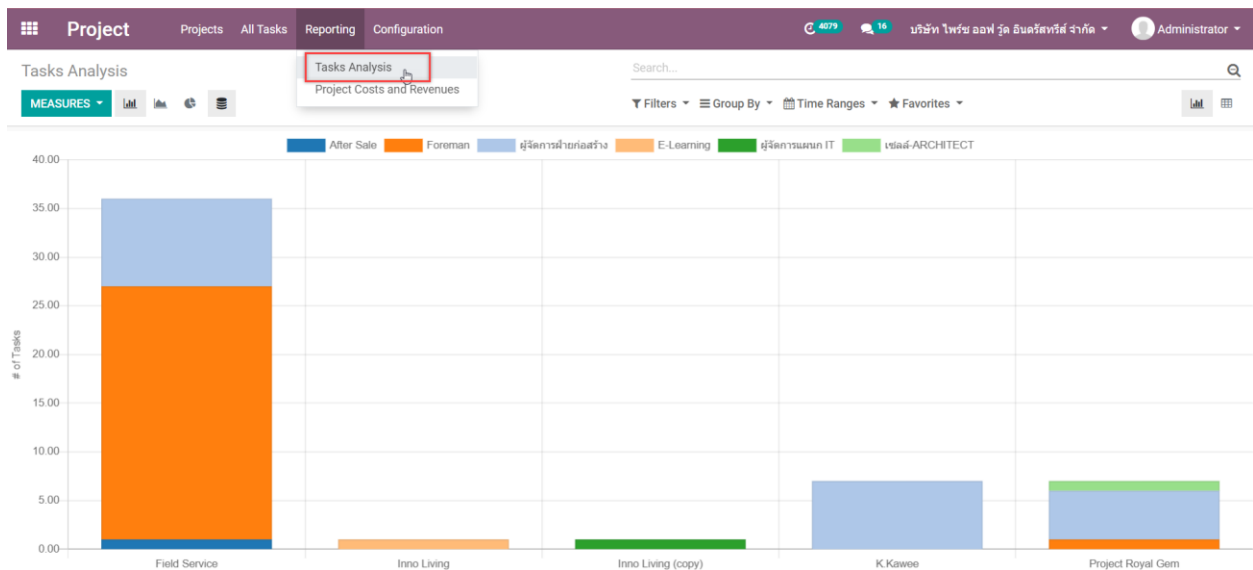 Project Projects All Tasks Reporting Configuration 4079 16 บริษัท ไพร์ซ ออฟ วู้ด อินดรัสทรีส์ จำกัด Administrator
Tasks Analysis
Search...
Tasks Analysis
Project Costs and Revenues
MEASURES Filters Group By Time Ranges Favorites
After Sale Foreman ผู้จัดการฝ่ายก่อสร้าง E-Learning ผู้จัดการแผนก IT เซลล์-ARCHITECT
40.00
35.00
30.00
25.00
20.00
15.00
10.00
5.00
0.00
# of Tasks
Field Service Inno Living Inno Living (copy) K.Kawee Project Royal Gem